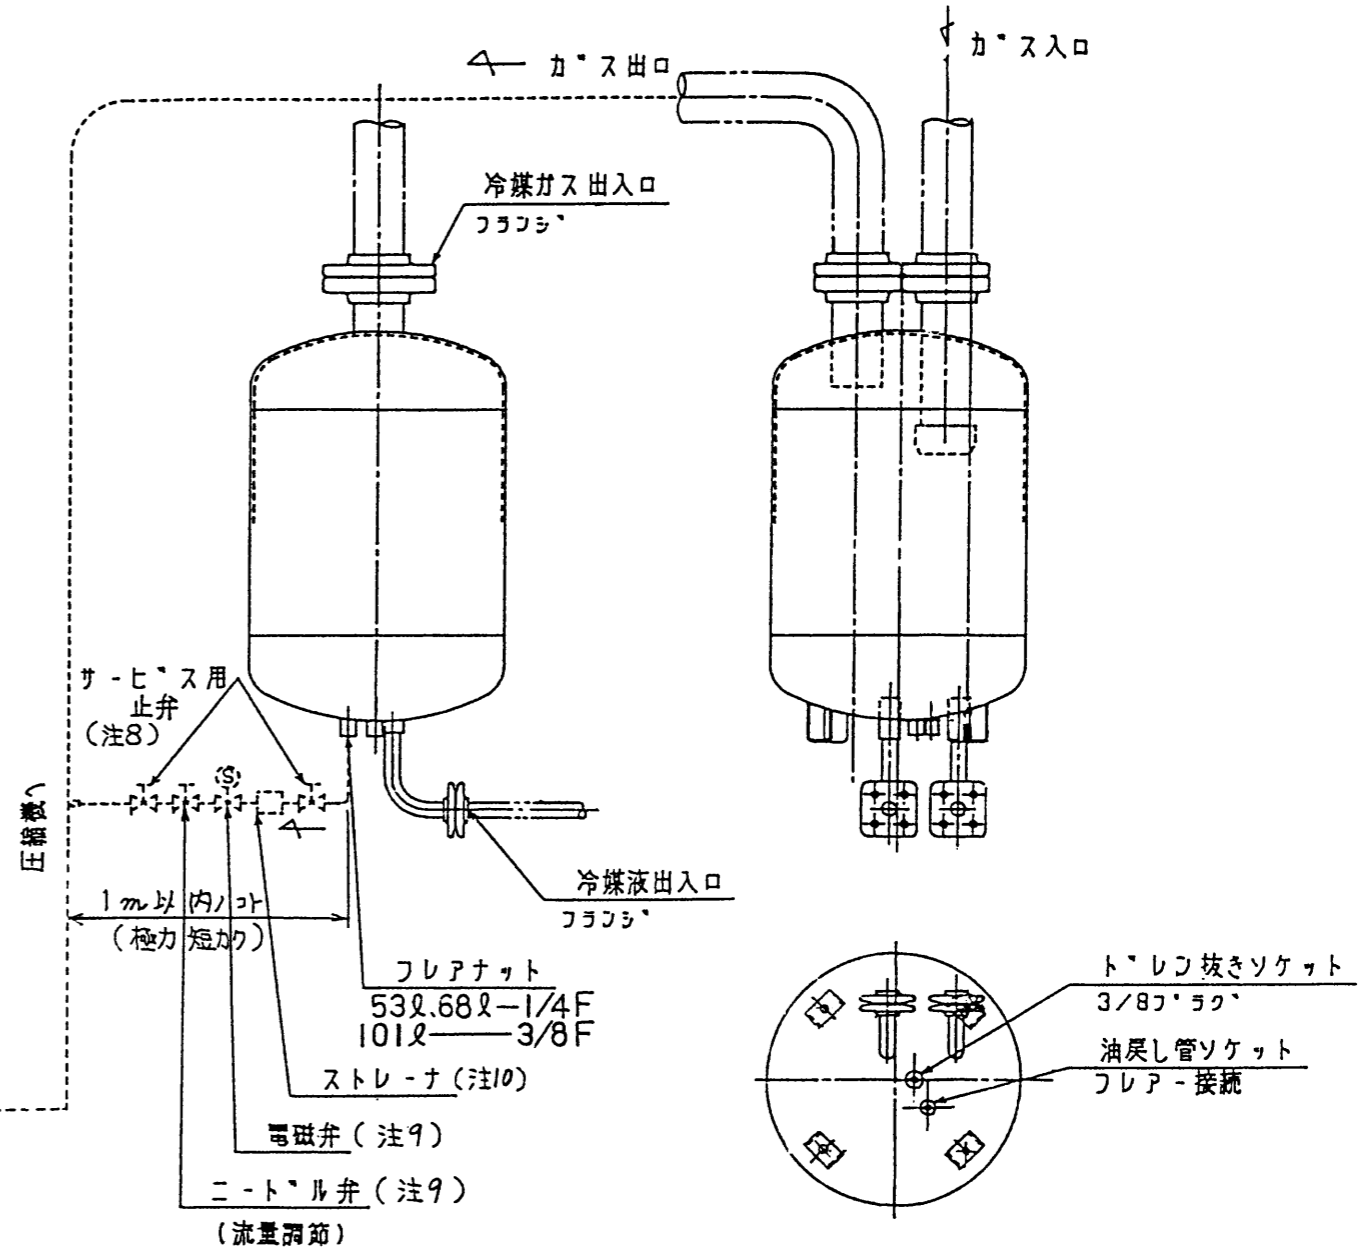 ガス出口
ガス入口
冷媒ガス出入口
フランジ
サービス用
止弁
(注8)
S
圧縮機へ
1m以内ノコト
(極力短カク)
冷媒液出入口
フランジ
フレアナット
53ℓ.68ℓ—1/4F
101ℓ——3/8F
ストレーナ(注10)
電磁弁(注9)
ニードル弁(注9)
(流量調節)
ドレン抜きソケット
3/8プラグ
油戻し管ソケット
フレアー接続